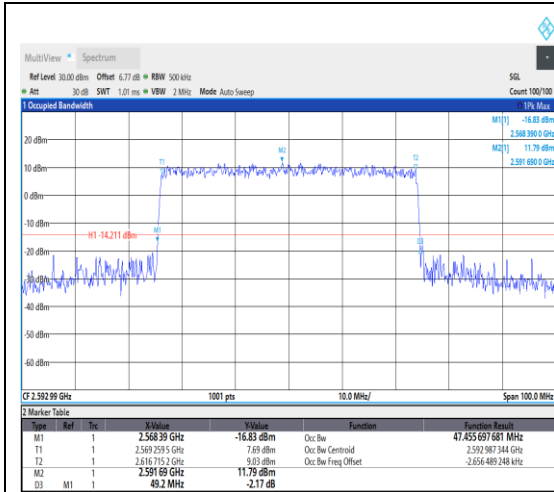 MultiView Spectrum
Ref Level 30.00 dBm Offset 6.77 dB RBW 500 kHz SGL
Att 30 dB SWT 1.01 ms VBW 2 MHz Mode Auto Sweep Count 100/100
1 Occupied Bandwidth 1Pk Max
M1[1] -16.83 dBm
2.568 390 0 GHz
M2[1] 11.79 dBm
2.591 690 0 GHz
20 dBm
T1 M2 T2
10 dBm
0 dBm
-10 dBm
H1 -14.211 dBm M1
D3
-20 dBm
-30 dBm
-40 dBm
-50 dBm
-60 dBm
CF 2.592 99 GHz 1001 pts 10.0 MHz/ Span 100.0 MHz
2 Marker Table
Type Ref Trc X-Value Y-Value Function Function Result
M1 1 2.568 39 GHz -16.83 dBm Occ Bw 47.455 697 681 MHz
T1 1 2.569 259 5 GHz 7.69 dBm Occ Bw Centroid 2.592 987 344 GHz
T2 1 2.616 715 2 GHz 9.03 dBm Occ Bw Freq Offset -2.656 489 248 kHz
M2 1 2.591 69 GHz 11.79 dBm
D3 M1 1 49.2 MHz -2.17 dB